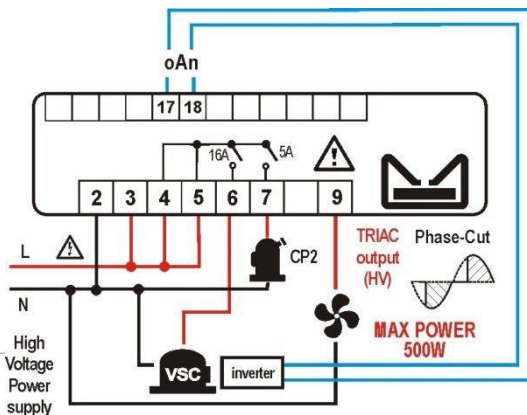 oAn
17 18
16A 5A
2 3 4 5 6 7 9
L
CP2
TRIAC
output
(HV)
Phase-Cut
N
MAX POWER
500W
High
Voltage
Power
supply
VSC
inverter